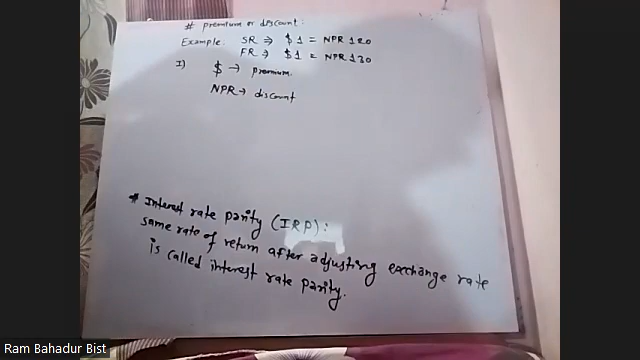 # premium or discount:
Example: SR ⇒ $1 = NPR 120
FR ⇒ $1 = NPR 130
I) $ → premium.
NPR → discount
* Interest rate parity (IRP):
same rate of return after adjusting exchange rate
is called interest rate parity.
Ram Bahadur Bist